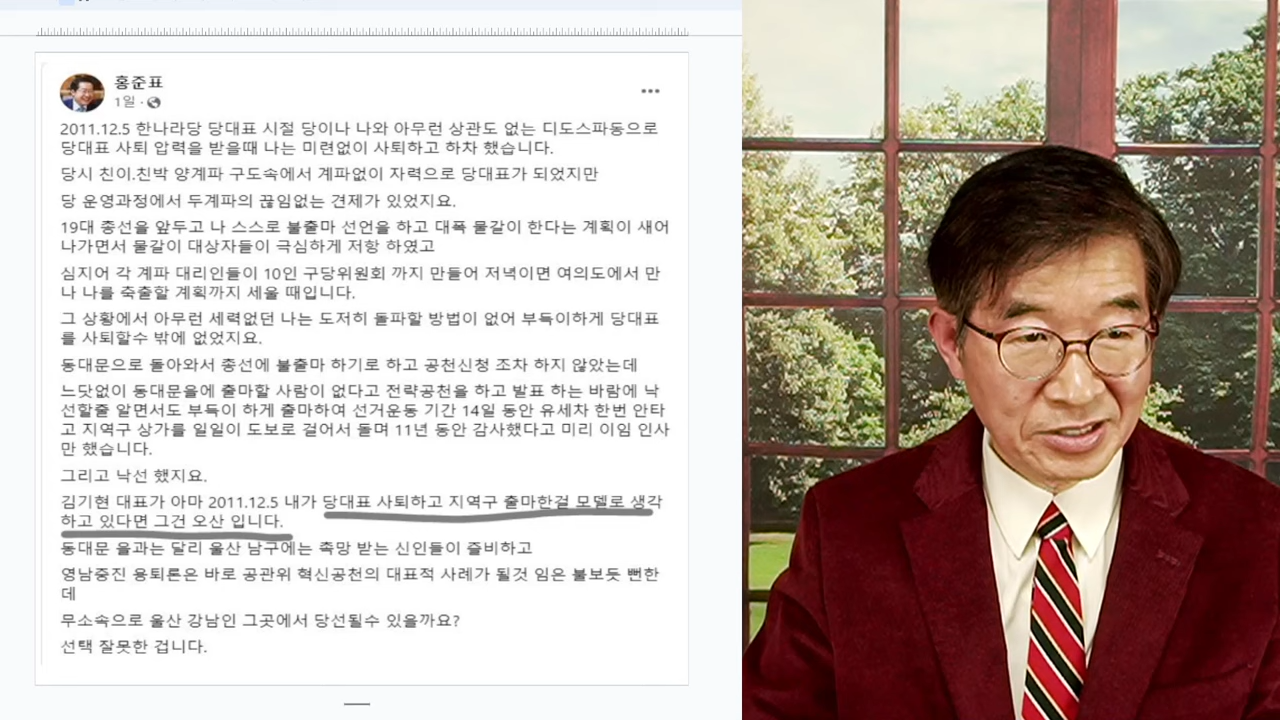 홍준표
1일 ·
2011.12.5 한나라당 당대표 시절 당이나 나와 아무런 상관도 없는 디도스파동으로
당대표 사퇴 압력을 받을때 나는 미련없이 사퇴하고 하차 했습니다.
당시 친이.친박 양계파 구도속에서 계파없이 자력으로 당대표가 되었지만
당 운영과정에서 두계파의 끊임없는 견제가 있었지요.
19대 총선을 앞두고 나 스스로 불출마 선언을 하고 대폭 물갈이 한다는 계획이 새어
나가면서 물갈이 대상자들이 극심하게 저항 하였고
심지어 각 계파 대리인들이 10인 구당위원회 까지 만들어 저녁이면 여의도에서 만
나 나를 축출할 계획까지 세울 때입니다.
그 상황에서 아무런 세력없던 나는 도저히 돌파할 방법이 없어 부득이하게 당대표
를 사퇴할수 밖에 없었지요.
동대문으로 돌아와서 총선에 불출마 하기로 하고 공천신청 조차 하지 않았는데
느닷없이 동대문을에 출마할 사람이 없다고 전략공천을 하고 발표 하는 바람에 낙
선할줄 알면서도 부득이 하게 출마하여 선거운동 기간 14일 동안 유세차 한번 안타
고 지역구 상가를 일일이 도보로 걸어서 돌며 11년 동안 감사했다고 미리 이임 인사
만 했습니다.
그리고 낙선 했지요.
김기현 대표가 아마 2011.12.5 내가 당대표 사퇴하고 지역구 출마한걸 모델로 생각
하고 있다면 그건 오산 입니다.
동대문 을과는 달리 울산 남구에는 촉망 받는 신인들이 즐비하고
영남중진 용퇴론은 바로 공관위 혁신공천의 대표적 사례가 될것 임은 불보듯 뻔한
데
무소속으로 울산 강남인 그곳에서 당선될수 있을까요?
선택 잘못한 겁니다.